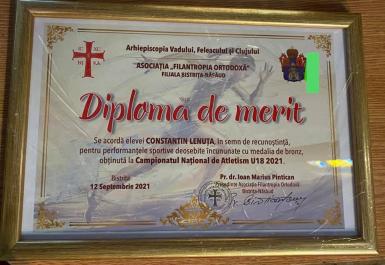 Arhiepiscopia Vadului, Feleacului și Clujului
ASOCIAȚIA „FILANTROPIA ORTODOXĂ”
FILIALA BISTRIȚA-NĂSĂUD
Diploma de merit
Se acordă elevei CONSTANTIN LENUȚA, în semn de recunoștință,
pentru performanțele sportive deosebite încununate cu medalia de bronz,
obținută la Campionatul Național de Atletism U18 2021.
Bistrița
12 Septembrie 2021
Pr. dr. Ioan Marius Pintican
Președinte Asociația Filantropia Ortodoxă
Bistrița-Năsăud